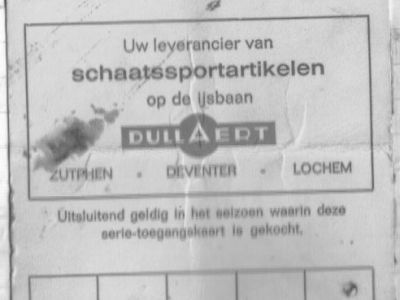 Uw leverancier van
schaatssportartikelen
op de Ijsbaan
DULLAERT
ZUTPHEN • DEVENTER • LOCHEM
Uitsluitend geldig in het seizoen waarin deze
serie-toegangskaart is gekocht.